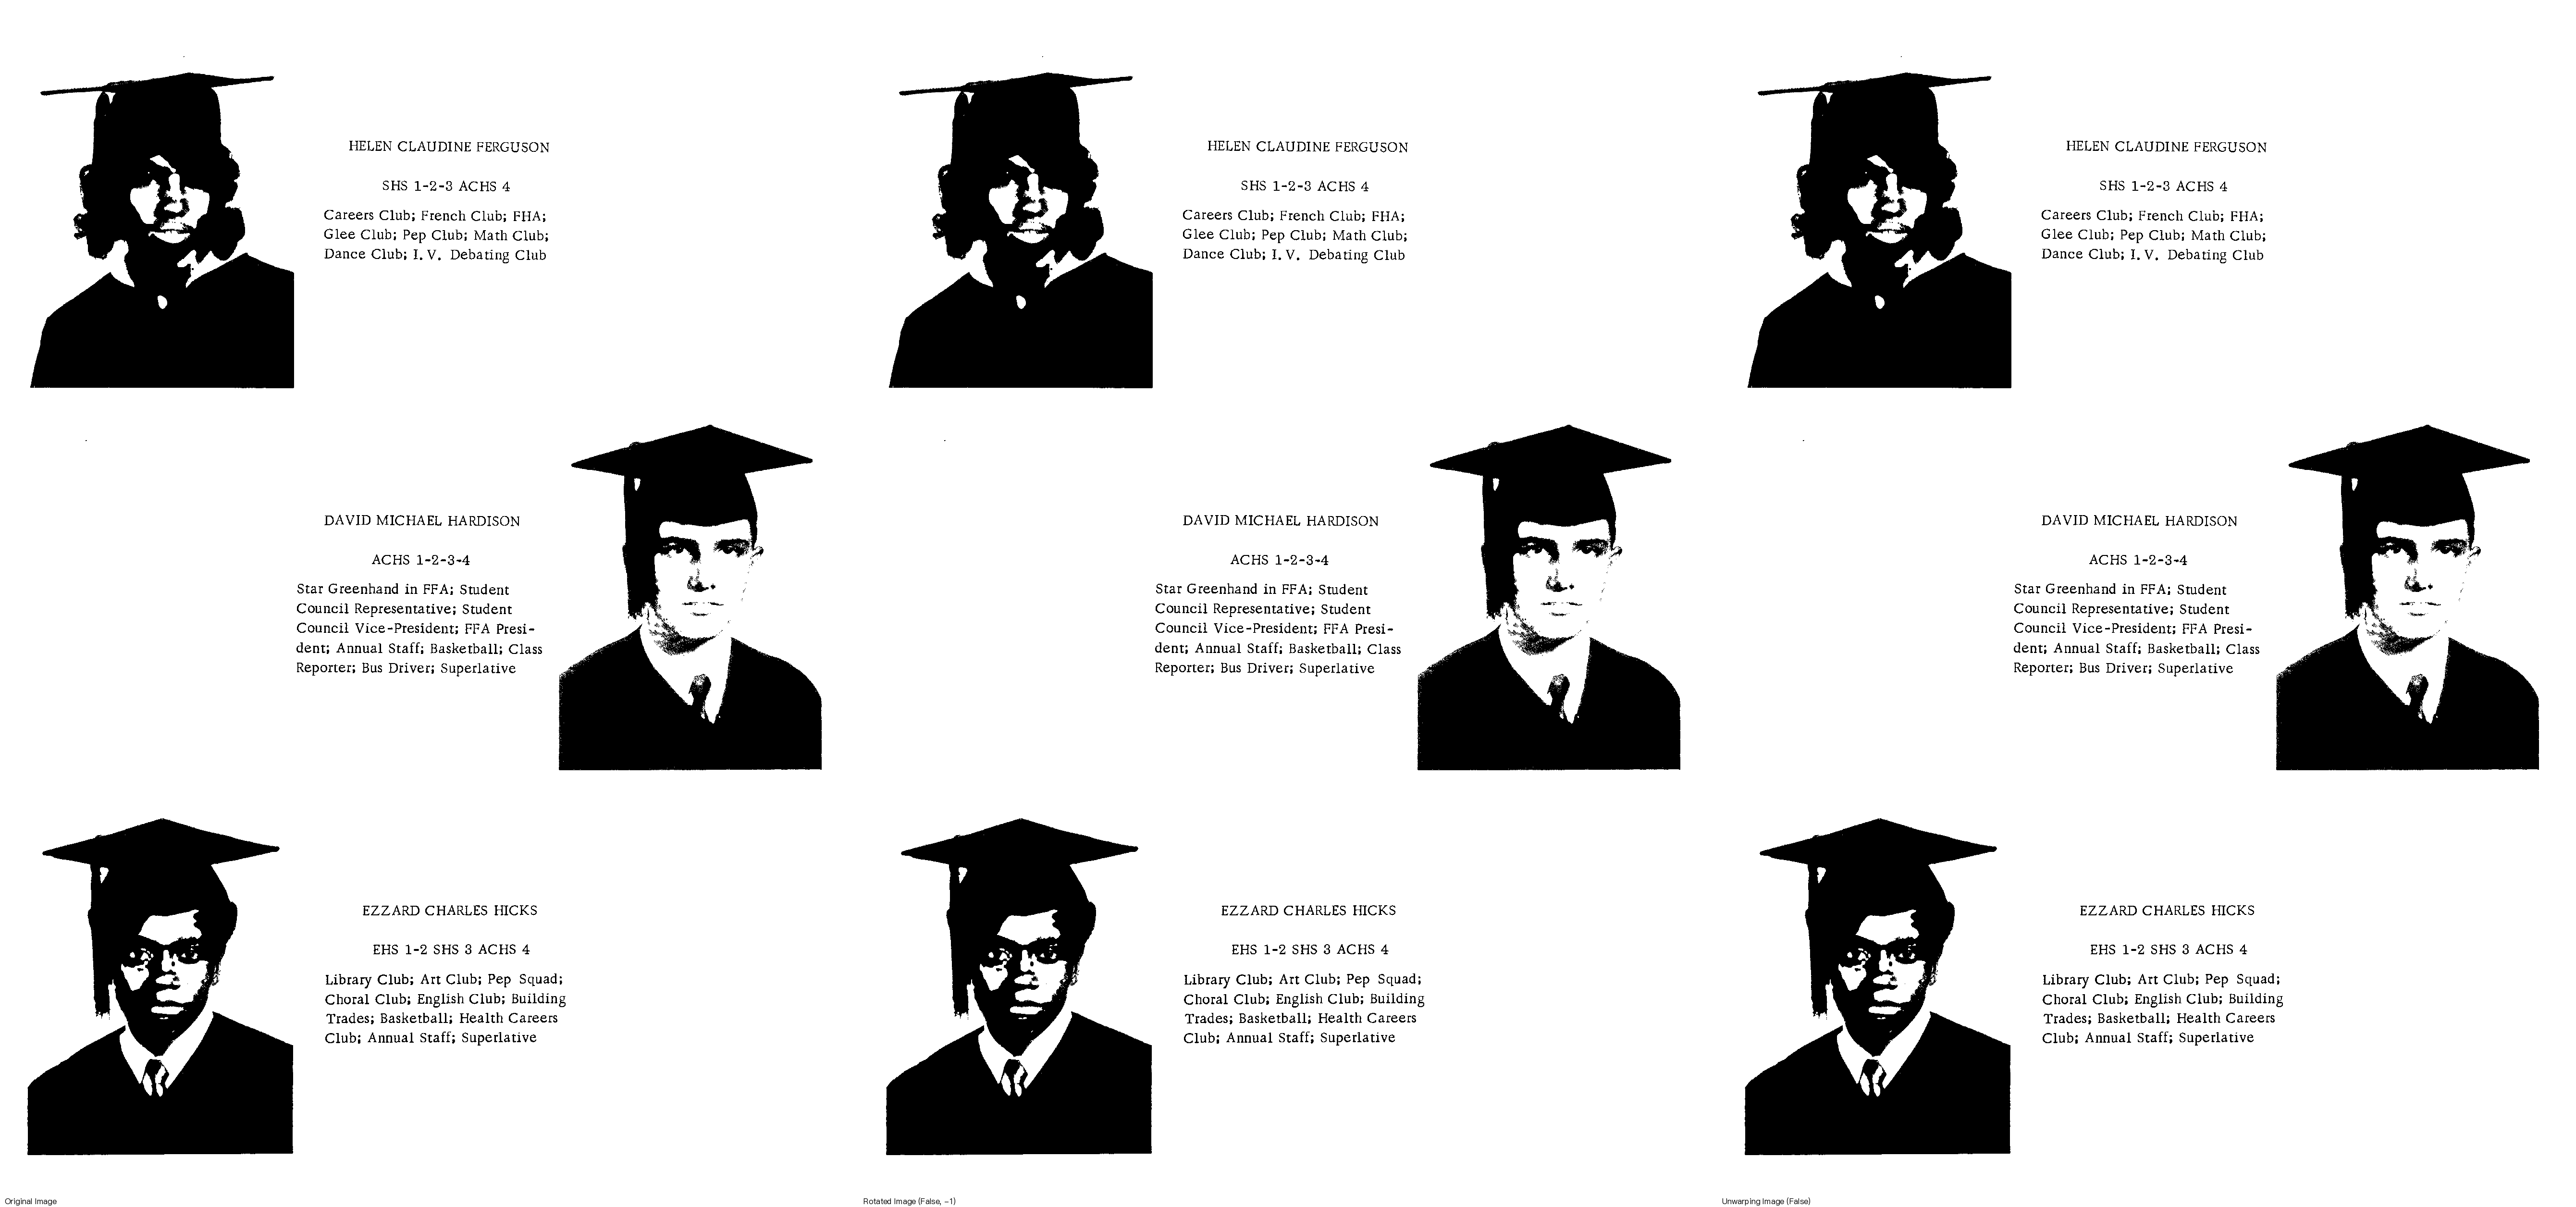 HELEN CLAUDINE FERGUSON
SHS 1-2-3 ACHS 4
Careers Club; French Club; FHA;
Glee Club; Pep Club; Math Club;
Dance Club; I. V. Debating Club
DAVID MICHAEL HARDISON
ACHS 1-2-3-4
Star Greenhand in FFA; Student
Council Representative; Student
Council Vice-President; FFA Presi-
dent; Annual Staff; Basketball; Class
Reporter; Bus Driver; Superlative
EZZARD CHARLES HICKS
EHS 1-2 SHS 3 ACHS 4
Library Club; Art Club; Pep Squad;
Choral Club; English Club; Building
Trades; Basketball; Health Careers
Club; Annual Staff; Superlative
Original Image
HELEN CLAUDINE FERGUSON
SHS 1-2-3 ACHS 4
Careers Club; French Club; FHA;
Glee Club; Pep Club; Math Club;
Dance Club; I. V. Debating Club
DAVID MICHAEL HARDISON
ACHS 1-2-3-4
Star Greenhand in FFA; Student
Council Representative; Student
Council Vice-President; FFA Presi-
dent; Annual Staff; Basketball; Class
Reporter; Bus Driver; Superlative
EZZARD CHARLES HICKS
EHS 1-2 SHS 3 ACHS 4
Library Club; Art Club; Pep Squad;
Choral Club; English Club; Building
Trades; Basketball; Health Careers
Club; Annual Staff; Superlative
Rotated Image (False, -1)
HELEN CLAUDINE FERGUSON
SHS 1-2-3 ACHS 4
Careers Club; French Club; FHA;
Glee Club; Pep Club; Math Club;
Dance Club; I. V. Debating Club
DAVID MICHAEL HARDISON
ACHS 1-2-3-4
Star Greenhand in FFA; Student
Council Representative; Student
Council Vice-President; FFA Presi-
dent; Annual Staff; Basketball; Class
Reporter; Bus Driver; Superlative
EZZARD CHARLES HICKS
EHS 1-2 SHS 3 ACHS 4
Library Club; Art Club; Pep Squad;
Choral Club; English Club; Building
Trades; Basketball; Health Careers
Club; Annual Staff; Superlative
Unwarping Image (False)